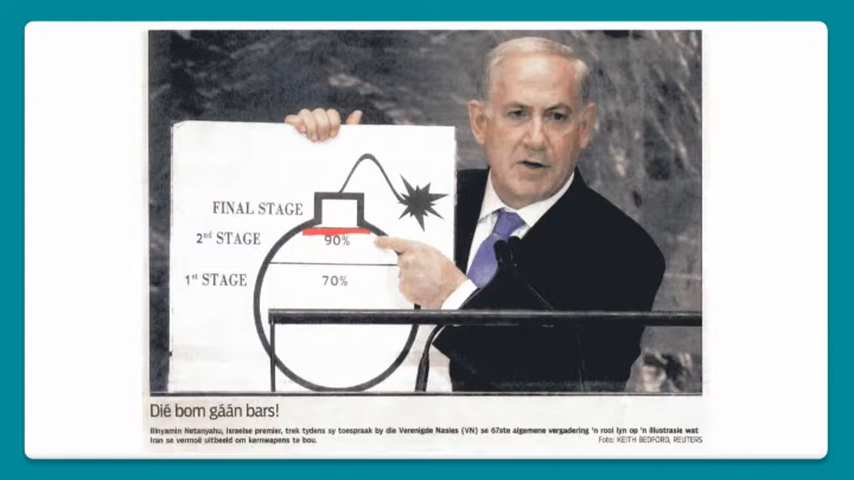 FINAL STAGE
2nd STAGE 90%
1st STAGE 70%
Dié bom gáán bars!
Binyamin Netanyahu, Israelse premier, trek tydens sy toespraak by die Verenigde Nasies (VN) se 67ste algemene vergadering 'n rooi lyn op 'n illustrasie wat
Iran se vermoë uitbeeld om kernwapens te bou. Foto: KEITH BEDFORD, REUTERS